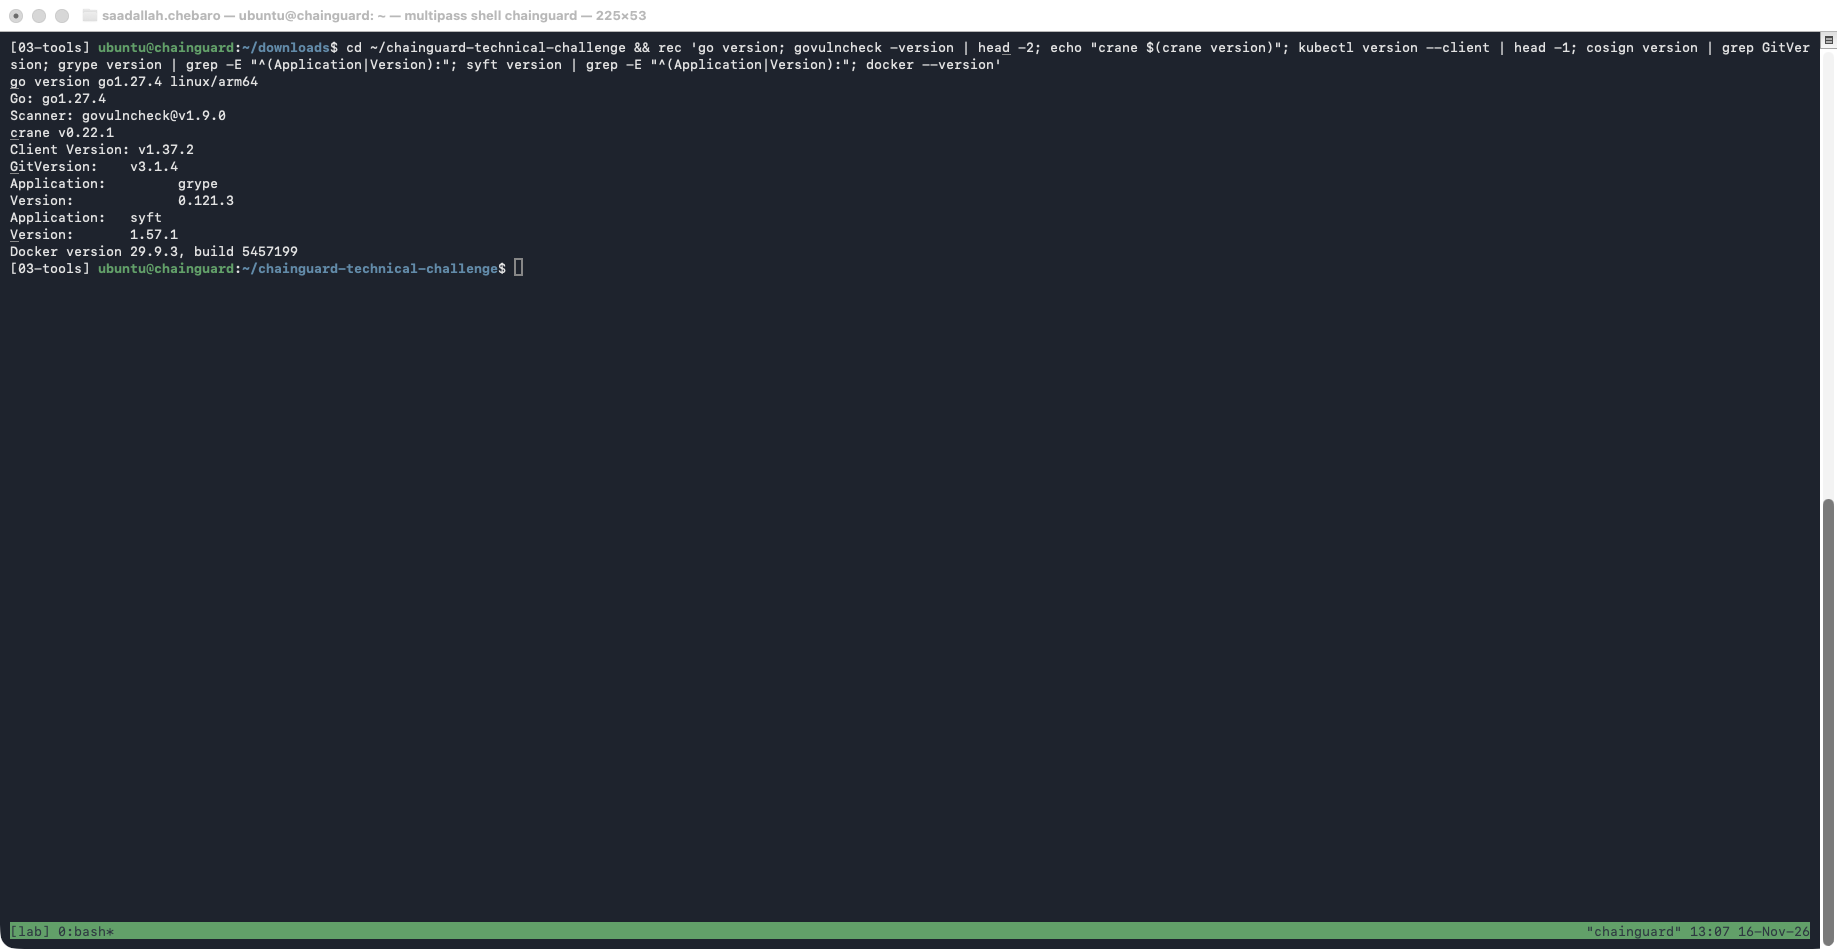 saadallah.chebaro — ubuntu@chainguard: ~ — multipass shell chainguard — 225×53
[03-tools] ubuntu@chainguard:~/downloads$ cd ~/chainguard-technical-challenge && rec 'go version; govulncheck -version | head -2; echo "crane $(crane version)"; kubectl version --client | head -1; cosign version | grep GitVer
sion; grype version | grep -E "^(Application|Version):"; syft version | grep -E "^(Application|Version):"; docker --version'
go version go1.27.4 linux/arm64
Go: go1.27.4
Scanner: govulncheck@v1.9.0
crane v0.22.1
Client Version: v1.37.2
GitVersion:    v3.1.4
Application:         grype
Version:             0.121.3
Application:   syft
Version:       1.57.1
Docker version 29.9.3, build 5457199
[03-tools] ubuntu@chainguard:~/chainguard-technical-challenge$
[lab] 0:bash* "chainguard" 13:07 16-Nov-26